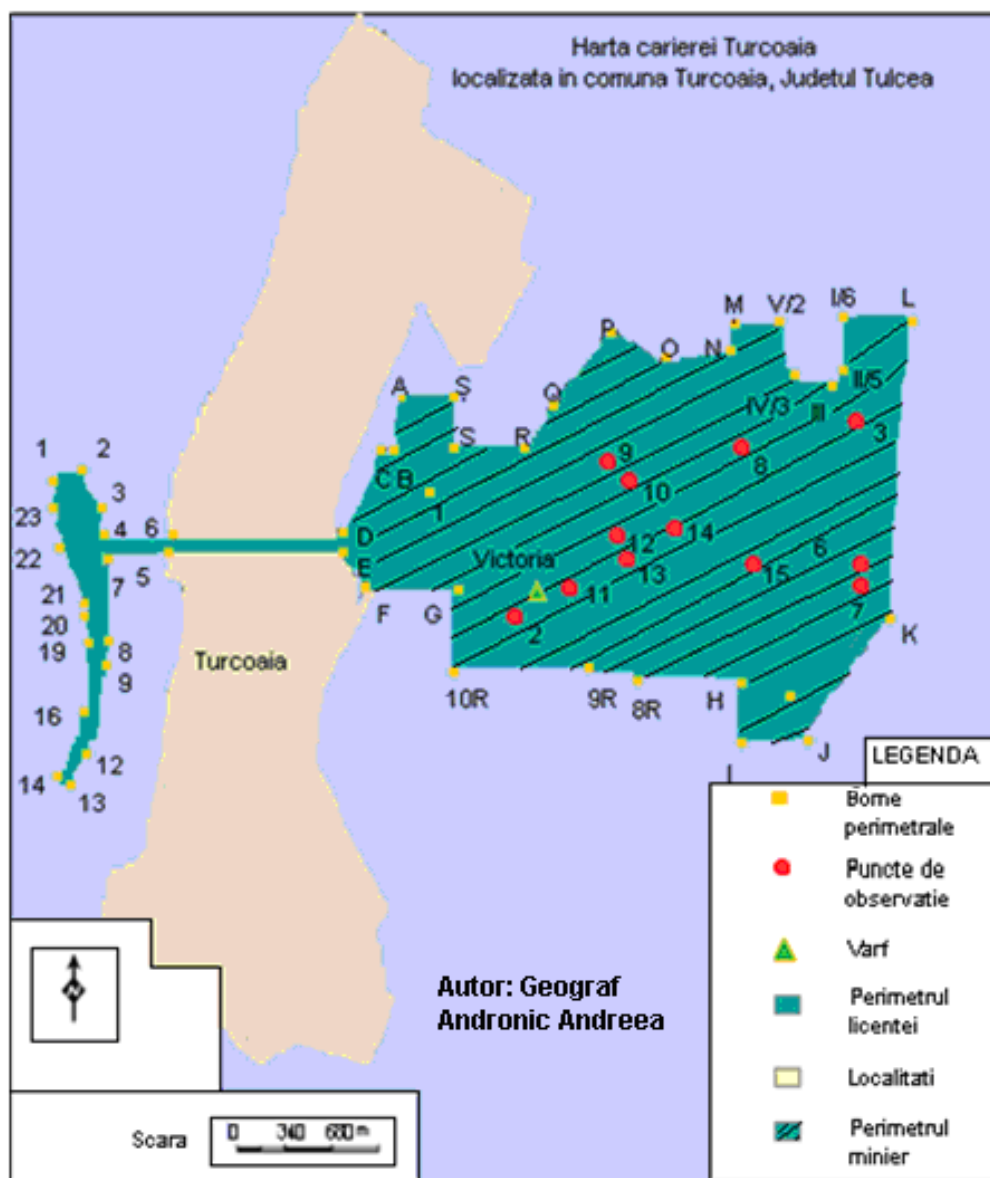 Harta carierei Turcoaia
localizata in comuna Turcoaia, Judetul Tulcea
M V/2 I/6 L
P O N
IV/3 III II/5
A S
Q 3
C B S R 9 8
1 2 1 10
23 3
4 6 D 12 14
22 Victoria 13 15 6
7 5 E 11 7
21 F G 2 K
20
19 8 Turcoaia
9 10R 9R 8R H
16
12 J
14 13 I
LEGENDA
Borne
perimetrale
Puncte de
observatie
Varf
Autor: Geograf
Andronic Andreea
Perimetrul
licentei
N
Localitati
Perimetrul
minier
Scara 0 340 680 m